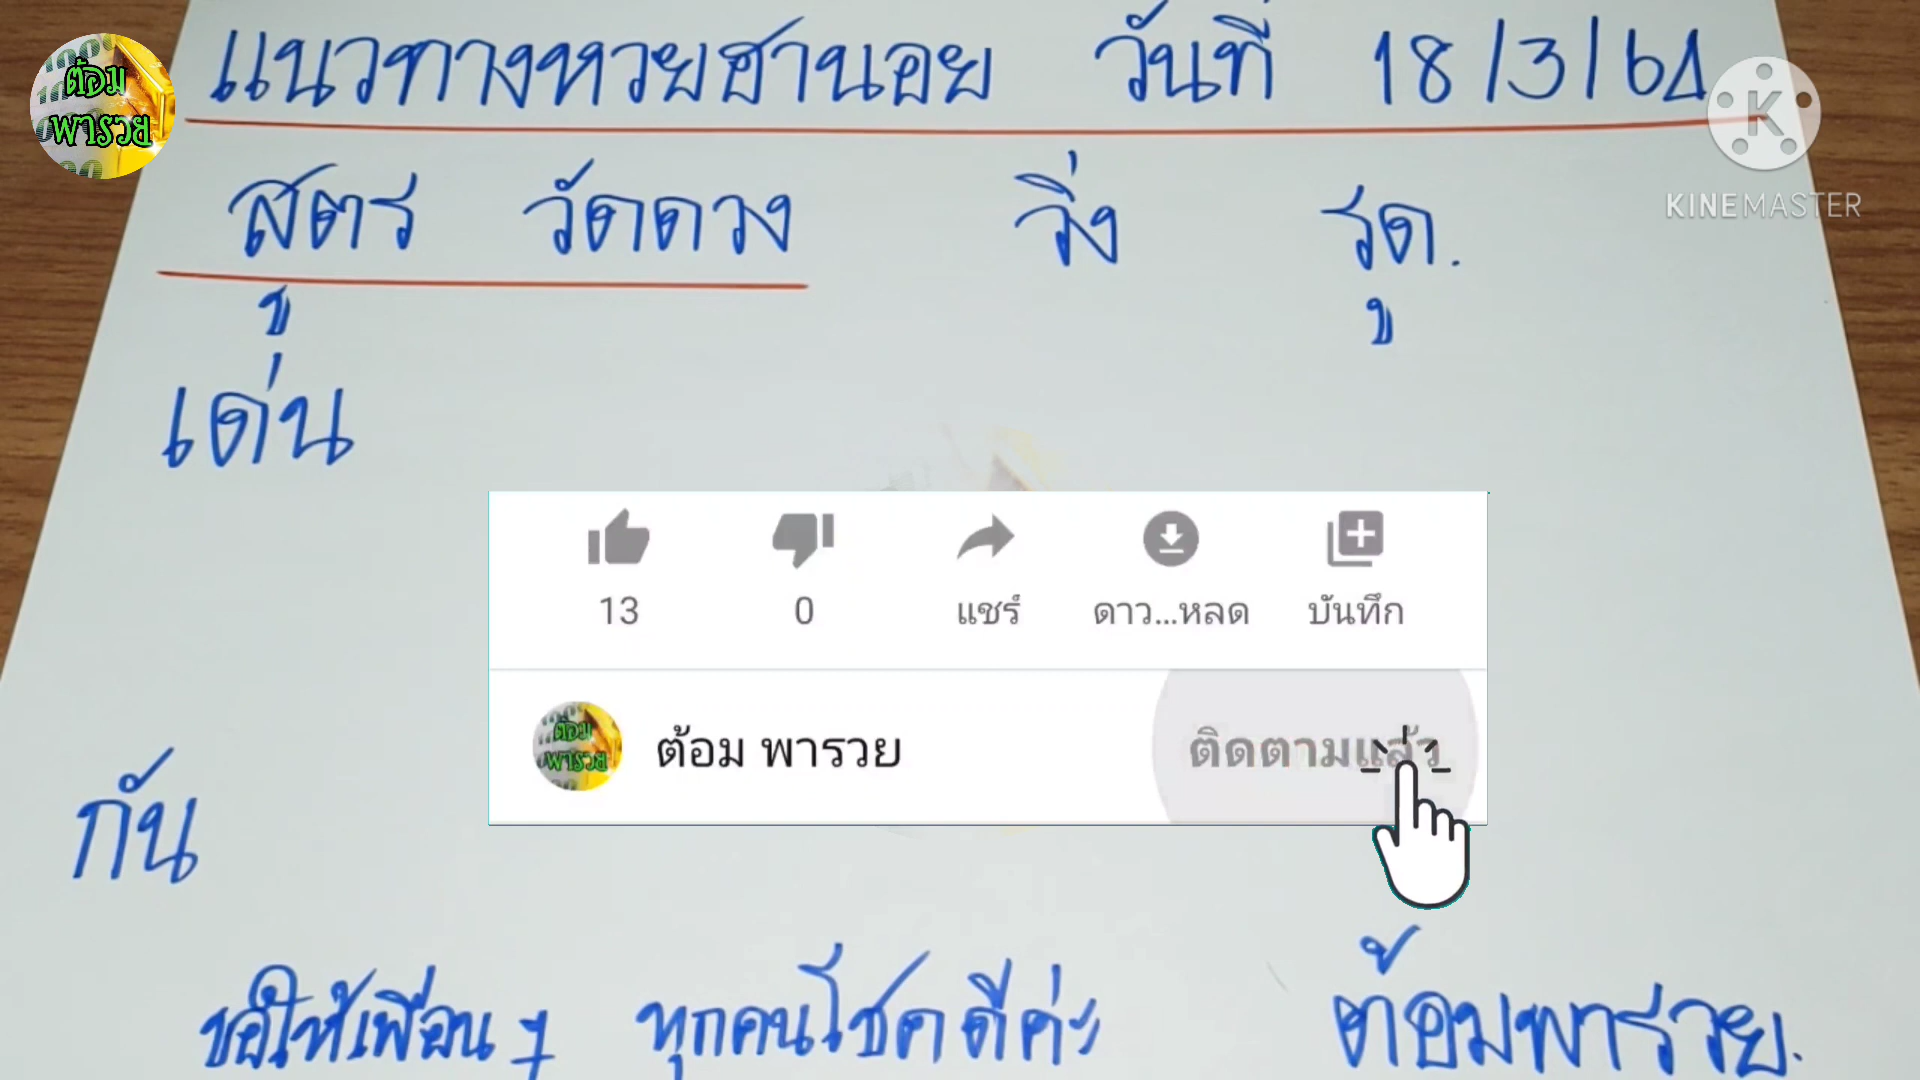 แนวทางหวยฮานอย วันที่ 18/3/64
ต้อม
พารวย
KINEMASTER
สูตร วัดดวง วิ่ง รูด.
เด่น
13 0 แชร์ ดาว...หลด บันทึก
ต้อม พารวย ติดตามแล้ว
กัน
ขอให้เพื่อน ๆ ทุกคนโชคดีค่ะ ต้อมพารวย.